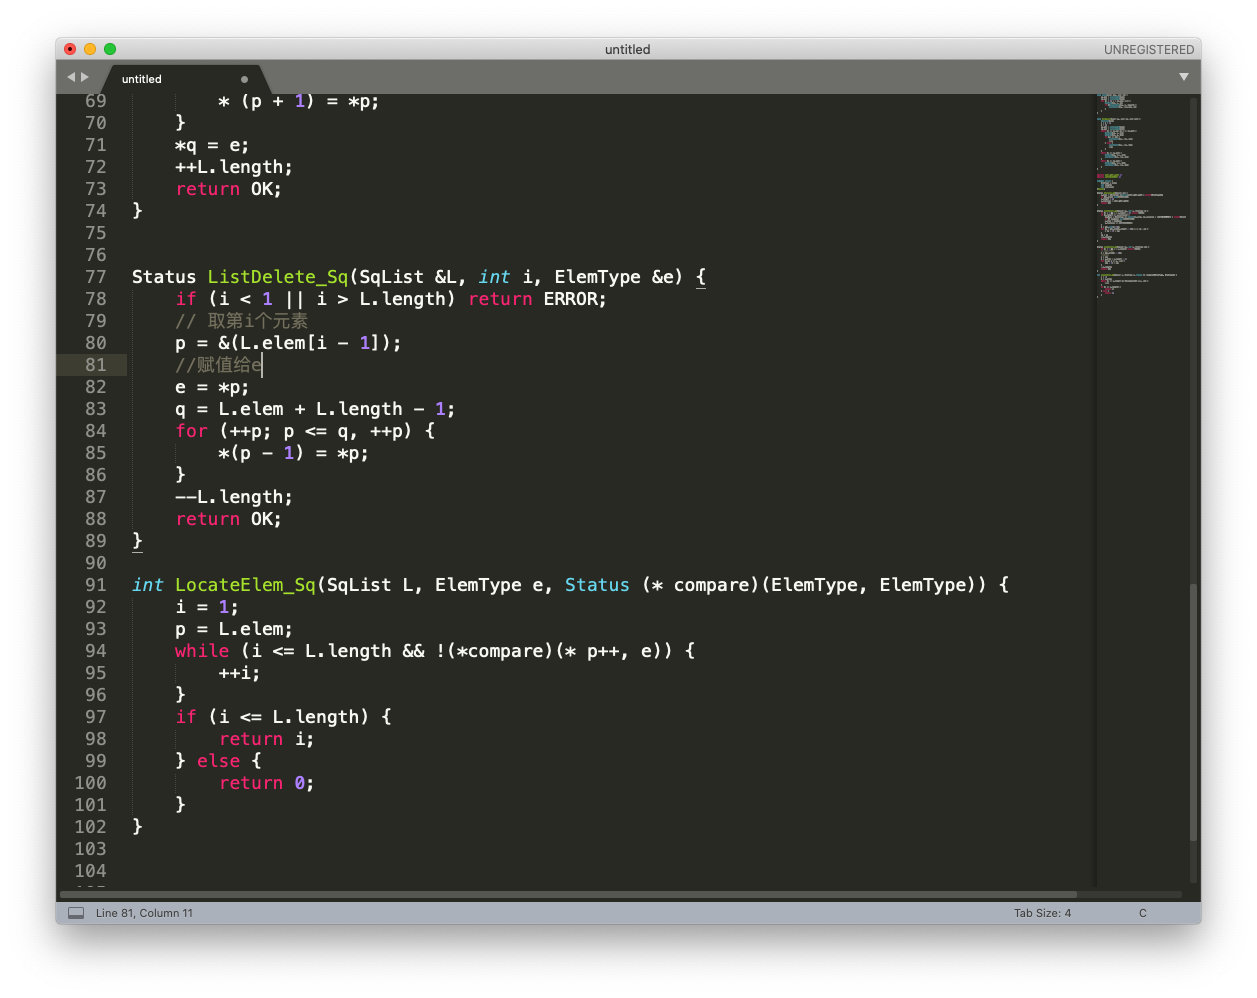 untitled
UNREGISTERED
untitled
69 * (p + 1) = *p;
70 }
71 *q = e;
72 ++L.length;
73 return OK;
74 }
75
76
77 Status ListDelete_Sq(SqList &L, int i, ElemType &e) {
78 if (i < 1 || i > L.length) return ERROR;
79 // 取第i个元素
80 p = &(L.elem[i - 1]);
81 //赋值给e
82 e = *p;
83 q = L.elem + L.length - 1;
84 for (++p; p <= q, ++p) {
85 *(p - 1) = *p;
86 }
87 --L.length;
88 return OK;
89 }
90
91 int LocateElem_Sq(SqList L, ElemType e, Status (* compare)(ElemType, ElemType)) {
92 i = 1;
93 p = L.elem;
94 while (i <= L.length && !(*compare)(* p++, e)) {
95 ++i;
96 }
97 if (i <= L.length) {
98 return i;
99 } else {
100 return 0;
101 }
102 }
103
104
Line 81, Column 11
Tab Size: 4
C